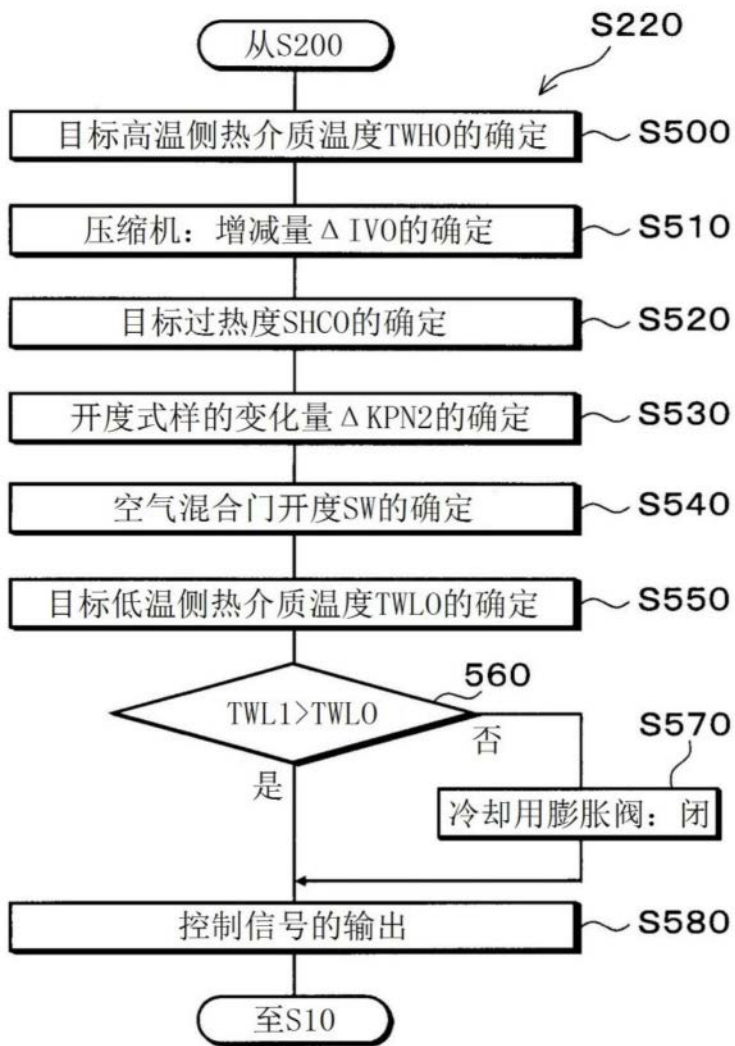 从S200
S220
目标高温侧热介质温度TWHO的确定
S500
压缩机：增减量ΔIVO的确定
S510
目标过热度SHCO的确定
S520
开度式样的变化量ΔKPN2的确定
S530
空气混合门开度SW的确定
S540
目标低温侧热介质温度TWLO的确定
S550
TWL1>TWLO
560
否
是
S570
冷却用膨胀阀：闭
控制信号的输出
S580
至S10